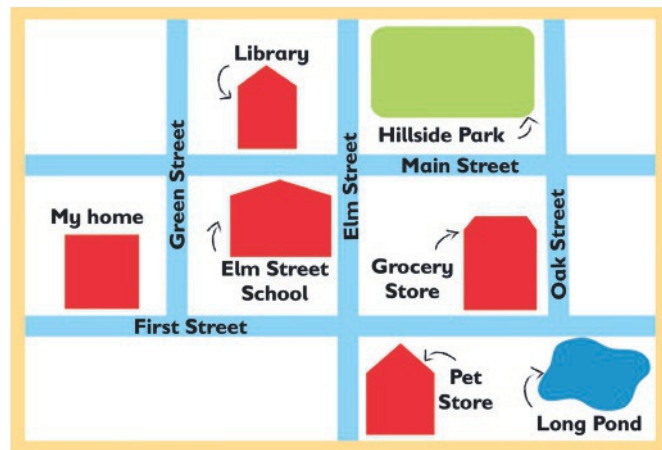 Library
Hillside Park
Main Street
Green Street
Elm Street
Oak Street
My home
Elm Street
School
Grocery
Store
First Street
Pet
Store
Long Pond